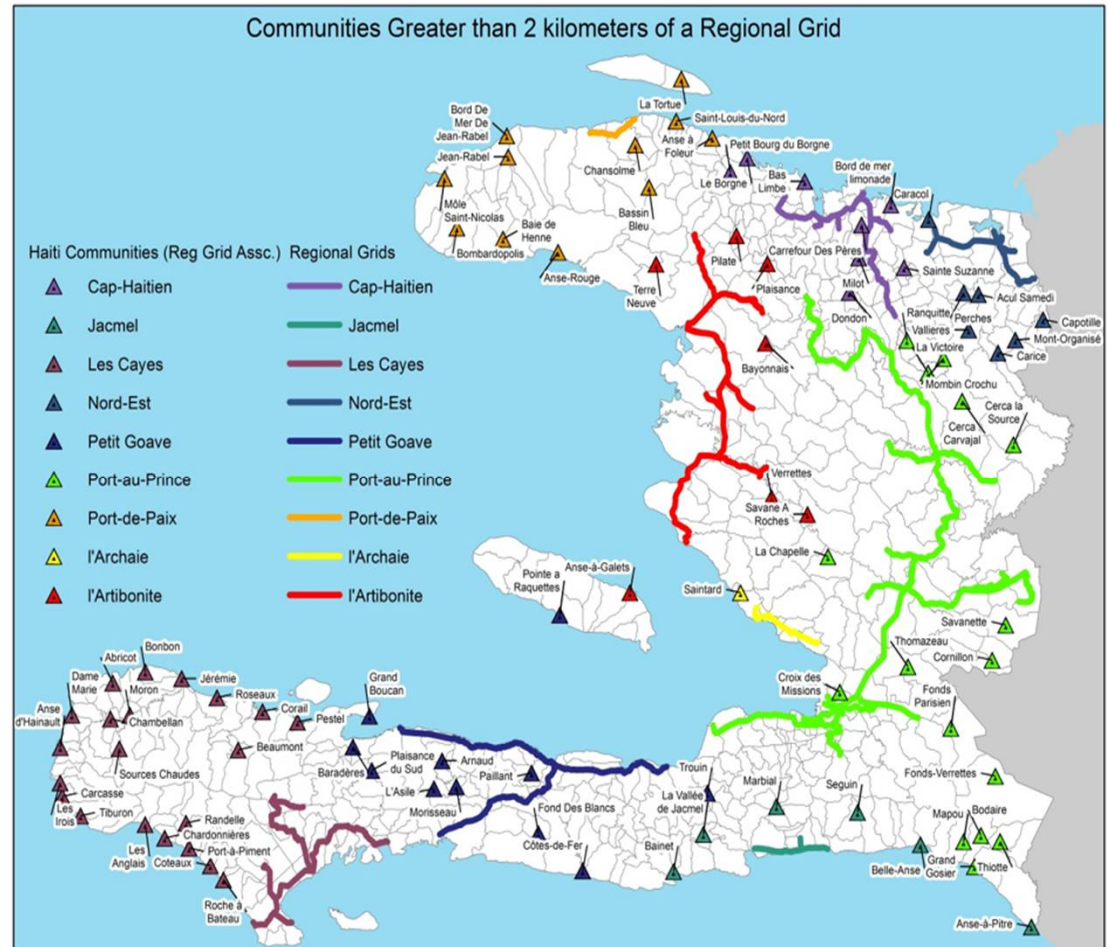 Communities Greater than 2 kilometers of a Regional Grid
La Tortue
Bord De
Mer De
Jean-Rabel
Saint-Louis-du-Nord
Anse à
Foleur
Petit Bourg du Borgne
Jean-Rabel
Chansolme
Le Borgne
Bas
Limbe
Bord de mer
limonade
Caracol
Môle
Saint-Nicolas
Bassin
Bleu
Baie de
Henne
Bombardopolis
Anse-Rouge
Terre
Neuve
Pilate
Plaisance
Carrefour Des Pères
Milot
Dondon
Sainte Suzanne
Acul Samedi
Ranquitte
Perches
Capotille
Vallieres
Mont-Organisé
La Victoire
Carice
Bayonnais
Mombin Crochu
Cerca la
Source
Cerca
Carvajal
Haiti Communities (Reg Grid Assc.) Regional Grids
Cap-Haitien Cap-Haitien
Jacmel Jacmel
Les Cayes Les Cayes
Nord-Est Nord-Est
Petit Goave Petit Goave
Port-au-Prince Port-au-Prince
Port-de-Paix Port-de-Paix
l'Archaie l'Archaie
l'Artibonite l'Artibonite
Verrettes
Savane A
Roches
La Chapelle
Pointe a
Raquettes
Anse-à-Galets
Saintard
Savanette
Thomazeau
Cornillon
Croix des
Missions
Fonds
Parisien
Bonbon
Abricot
Dame
Marie
Moron
Jérémie
Roseaux
Grand
Boucan
Anse
d'Hainault
Chambellan
Corail
Pestel
Beaumont
Sources Chaudes
Baradères
Plaisance
du Sud
Arnaud
Paillant
L'Asile
Morisseau
Trouin
La Vallée
de Jacmel
Marbial
Seguin
Fonds-Verrettes
Carcasse
Les
Irois
Tiburon
Randelle
Chardonnières
Les
Anglais
Port-à-Piment
Coteaux
Roche à
Bateau
Fond Des Blancs
Côtes-de-Fer
Bainet
Mapou
Bodaire
Belle-Anse
Grand
Gosier
Thiotte
Anse-à-Pitre